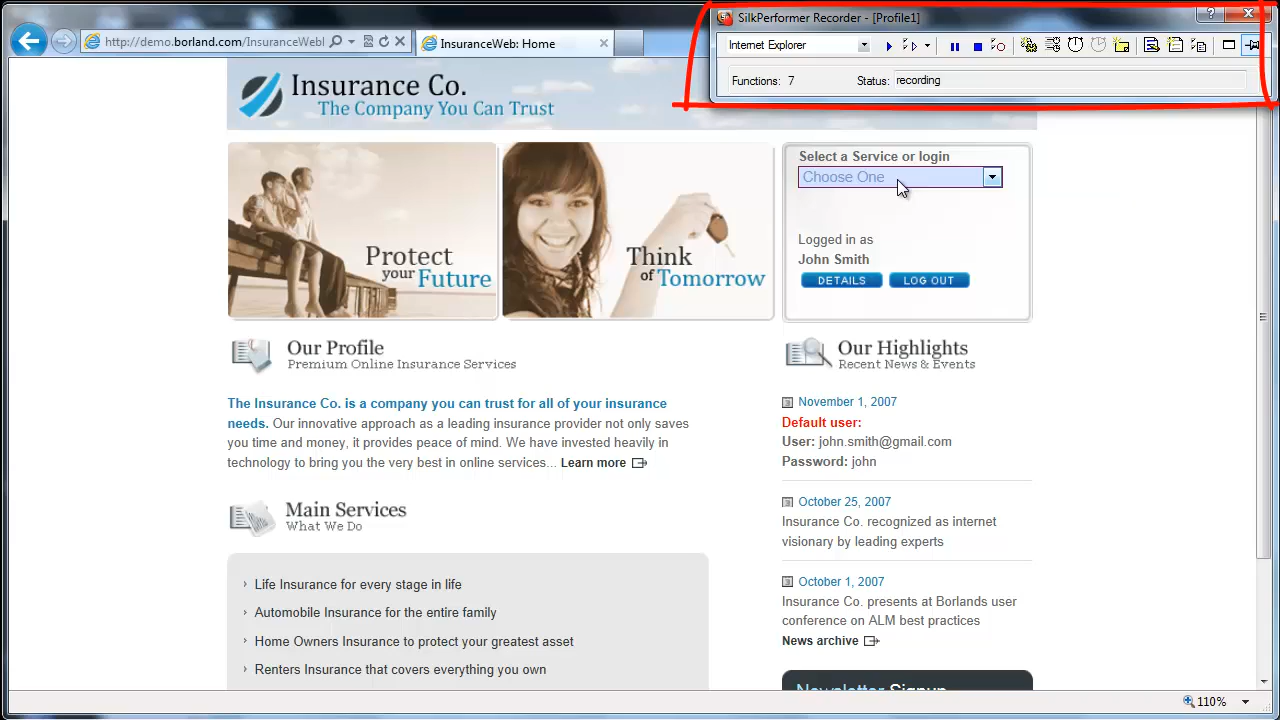 SilkPerformer Recorder - [Profile1]
Internet Explorer
Functions: 7 Status: recording
http://demo.borland.com/InsuranceWebl
InsuranceWeb: Home
Insurance Co.
The Company You Can Trust
Protect
your Future
Think
of Tomorrow
Select a Service or login
Choose One
Logged in as
John Smith
DETAILS LOG OUT
Our Profile
Premium Online Insurance Services
The Insurance Co. is a company you can trust for all of your insurance
needs. Our innovative approach as a leading insurance provider not only saves
you time and money, it provides peace of mind. We have invested heavily in
technology to bring you the very best in online services... Learn more
Main Services
What We Do
Life Insurance for every stage in life
Automobile Insurance for the entire family
Home Owners Insurance to protect your greatest asset
Renters Insurance that covers everything you own
Our Highlights
Recent News & Events
November 1, 2007
Default user:
User: john.smith@gmail.com
Password: john
October 25, 2007
Insurance Co. recognized as internet
visionary by leading experts
October 1, 2007
Insurance Co. presents at Borlands user
conference on ALM best practices
News archive
Newsletter Signup
110%